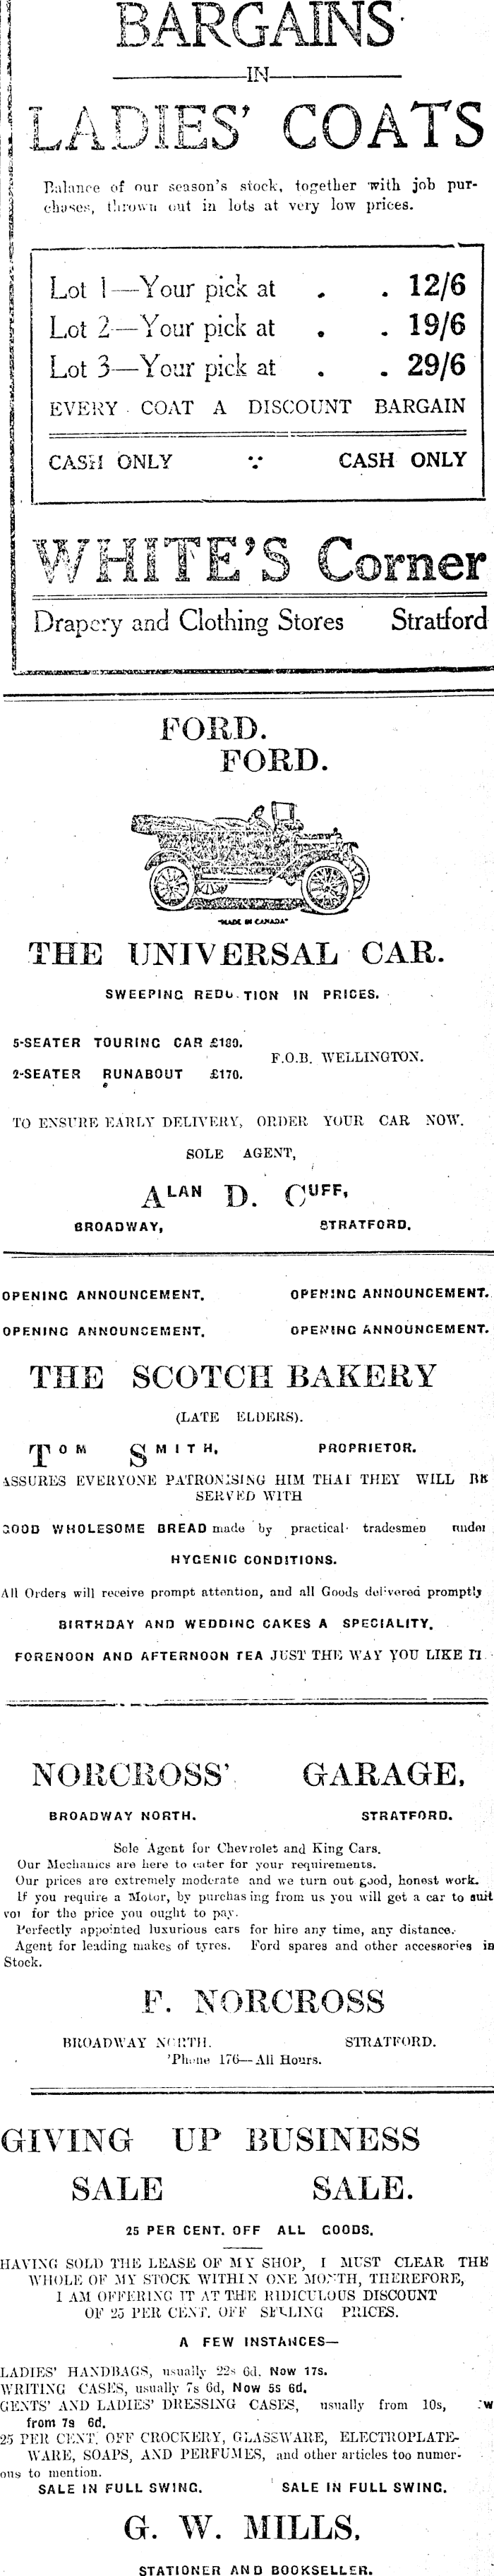 BARGAINS
IN
LADIES' COATS
Balance of our season's stock, together with job pur-
chases, thrown out in lots at very low prices.
Lot 1—Your pick at . . 12/6
Lot 2—Your pick at . . 19/6
Lot 3—Your pick at . . 29/6
EVERY COAT A DISCOUNT BARGAIN
CASH ONLY CASH ONLY
WHITE'S Corner
Drapery and Clothing Stores Stratford
FORD.
FORD.
"MADE IN CANADA"
THE UNIVERSAL CAR.
SWEEPING REDUCTION IN PRICES.
5-SEATER TOURING CAR
F.O.B. WELLINGTON.
2-SEATER RUNABOUT £170.
TO ENSURE EARLY DELIVERY, ORDER YOUR CAR NOW.
SOLE AGENT,
ALAN D. CUFF,
BROADWAY, STRATFORD.
OPENING ANNOUNCEMENT. OPENING ANNOUNCEMENT.
OPENING ANNOUNCEMENT. OPENING ANNOUNCEMENT.
THE SCOTCH BAKERY
(LATE ELDERS).
TOM SMITH, PROPRIETOR.
ASSURES EVERYONE PATRONISING HIM THAT THEY WILL BE
SERVED WITH
GOOD WHOLESOME BREAD made by practical tradesmen under
HYGENIC CONDITIONS.
All Orders will receive prompt attention, and all Goods delivered promptly
BIRTHDAY AND WEDDING CAKES A SPECIALITY.
FORENOON AND AFTERNOON TEA JUST THE WAY YOU LIKE IT.
NORCROSS' GARAGE,
BROADWAY NORTH. STRATFORD.
Sole Agent for Chevrolet and King Cars.
Our Mechanics are here to cater for your requirements.
Our prices are extremely moderate and we turn out good, honest work.
If you require a Motor, by purchasing from us you will get a car to suit
you for the price you ought to pay.
Perfectly appointed luxurious cars for hire any time, any distance.
Agent for leading makes of tyres. Ford spares and other accessories in
Stock.
F. NORCROSS
BROADWAY NORTH. STRATFORD.
'Phone 176—All Hours.
GIVING UP BUSINESS
SALE SALE.
25 PER CENT. OFF ALL GOODS.
HAVING SOLD THE LEASE OF MY SHOP, I MUST CLEAR THE
WHOLE OF MY STOCK WITHIN ONE MONTH, THEREFORE,
I AM OFFERING IT AT THE RIDICULOUS DISCOUNT
OF 25 PER CENT. OFF SELLING PRICES.
A FEW INSTANCES—
LADIES' HANDBAGS, usually 22s 6d. Now 17s.
WRITING CASES, usually 7s 6d, Now 5s 6d.
GENTS' AND LADIES' DRESSING CASES, usually from 10s,
from 7s 6d.
25 PER CENT. OFF CROCKERY, GLASSWARE, ELECTROPLATE-
WARE, SOAPS, AND PERFUMES, and other articles too numer-
ous to mention.
SALE IN FULL SWING. SALE IN FULL SWING.
G. W. MILLS,
STATIONER AND BOOKSELLER.